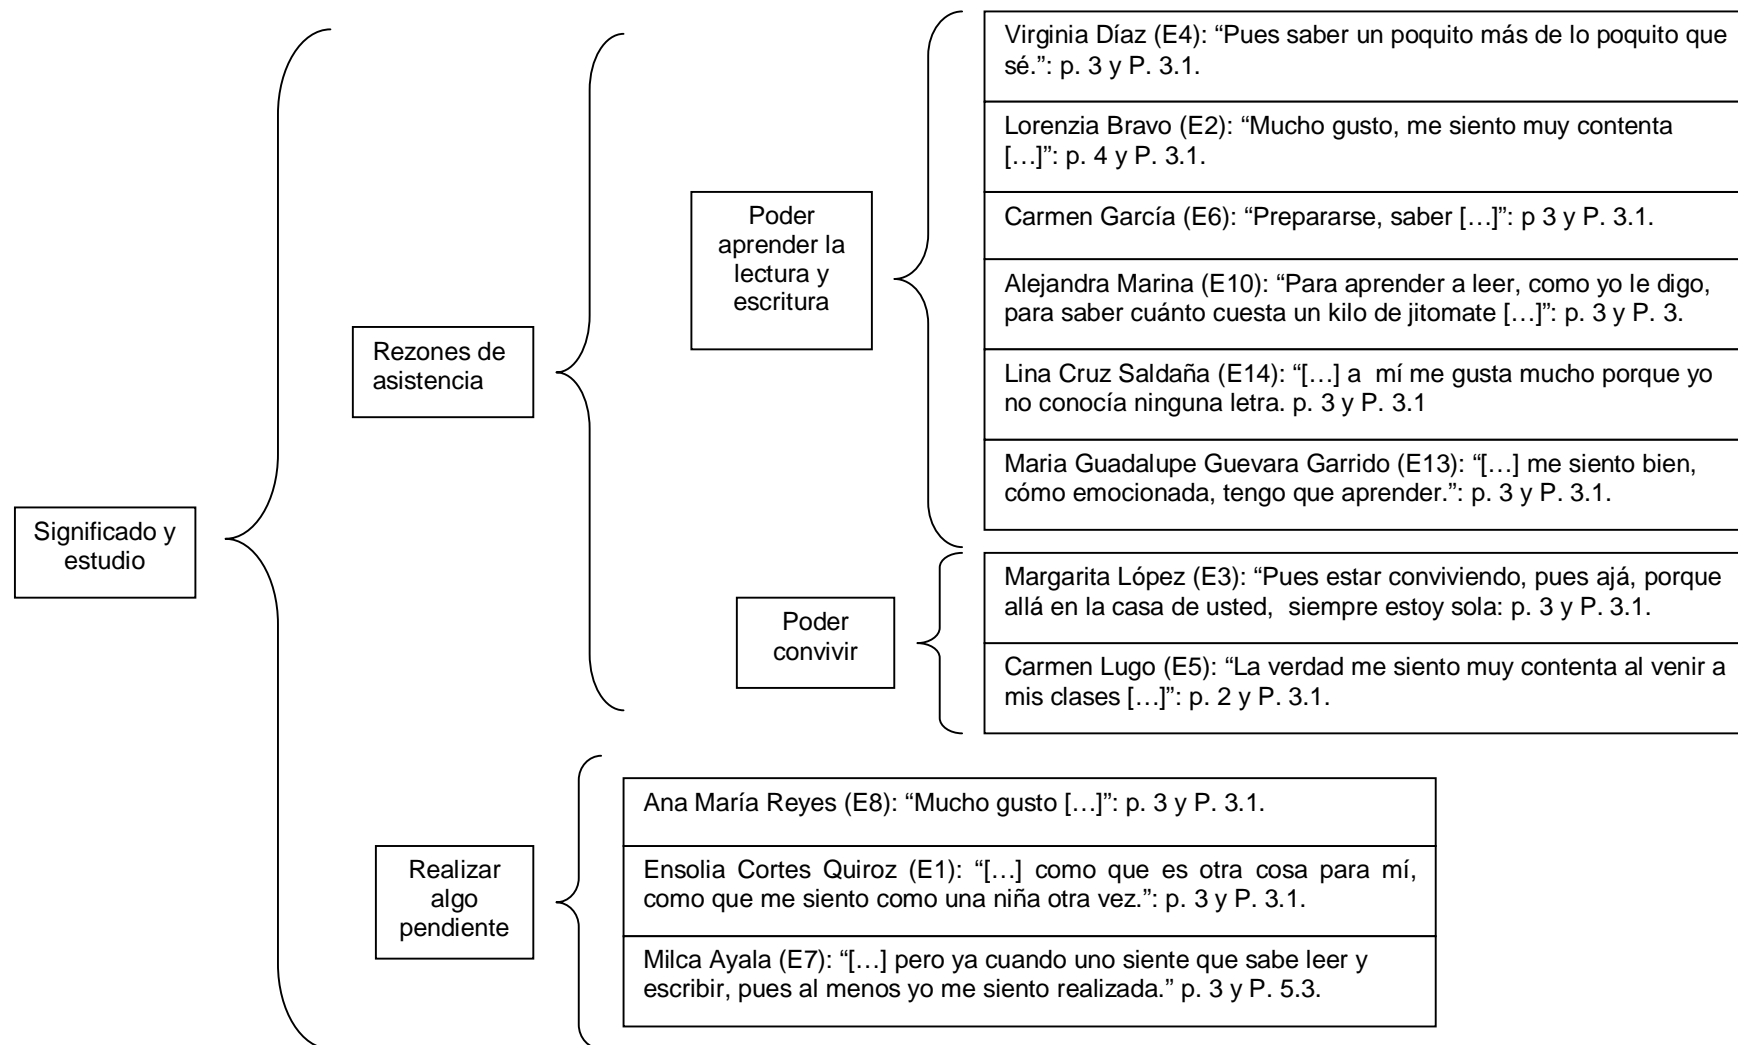 Significado y
estudio
Rezones de
asistencia
Poder
aprender la
lectura y
escritura
Virginia Díaz (E4): “Pues saber un poquito más de lo poquito que
sé.”: p. 3 y P. 3.1.
Lorenzia Bravo (E2): “Mucho gusto, me siento muy contenta
[…]”: p. 4 y P. 3.1.
Carmen García (E6): “Prepararse, saber […]”: p 3 y P. 3.1.
Alejandra Marina (E10): “Para aprender a leer, como yo le digo,
para saber cuánto cuesta un kilo de jitomate […]”: p. 3 y P. 3.
Lina Cruz Saldaña (E14): “[…] a  mí me gusta mucho porque yo
no conocía ninguna letra. p. 3 y P. 3.1
Maria Guadalupe Guevara Garrido (E13): “[…] me siento bien,
cómo emocionada, tengo que aprender.”: p. 3 y P. 3.1.
Poder
convivir
Margarita López (E3): “Pues estar conviviendo, pues ajá, porque
allá en la casa de usted,  siempre estoy sola: p. 3 y P. 3.1.
Carmen Lugo (E5): “La verdad me siento muy contenta al venir a
mis clases […]”: p. 2 y P. 3.1.
Realizar
algo
pendiente
Ana María Reyes (E8): “Mucho gusto […]”: p. 3 y P. 3.1.
Ensolia Cortes Quiroz (E1): “[…] como que es otra cosa para mí,
como que me siento como una niña otra vez.”: p. 3 y P. 3.1.
Milca Ayala (E7): “[…] pero ya cuando uno siente que sabe leer y
escribir, pues al menos yo me siento realizada.” p. 3 y P. 5.3.